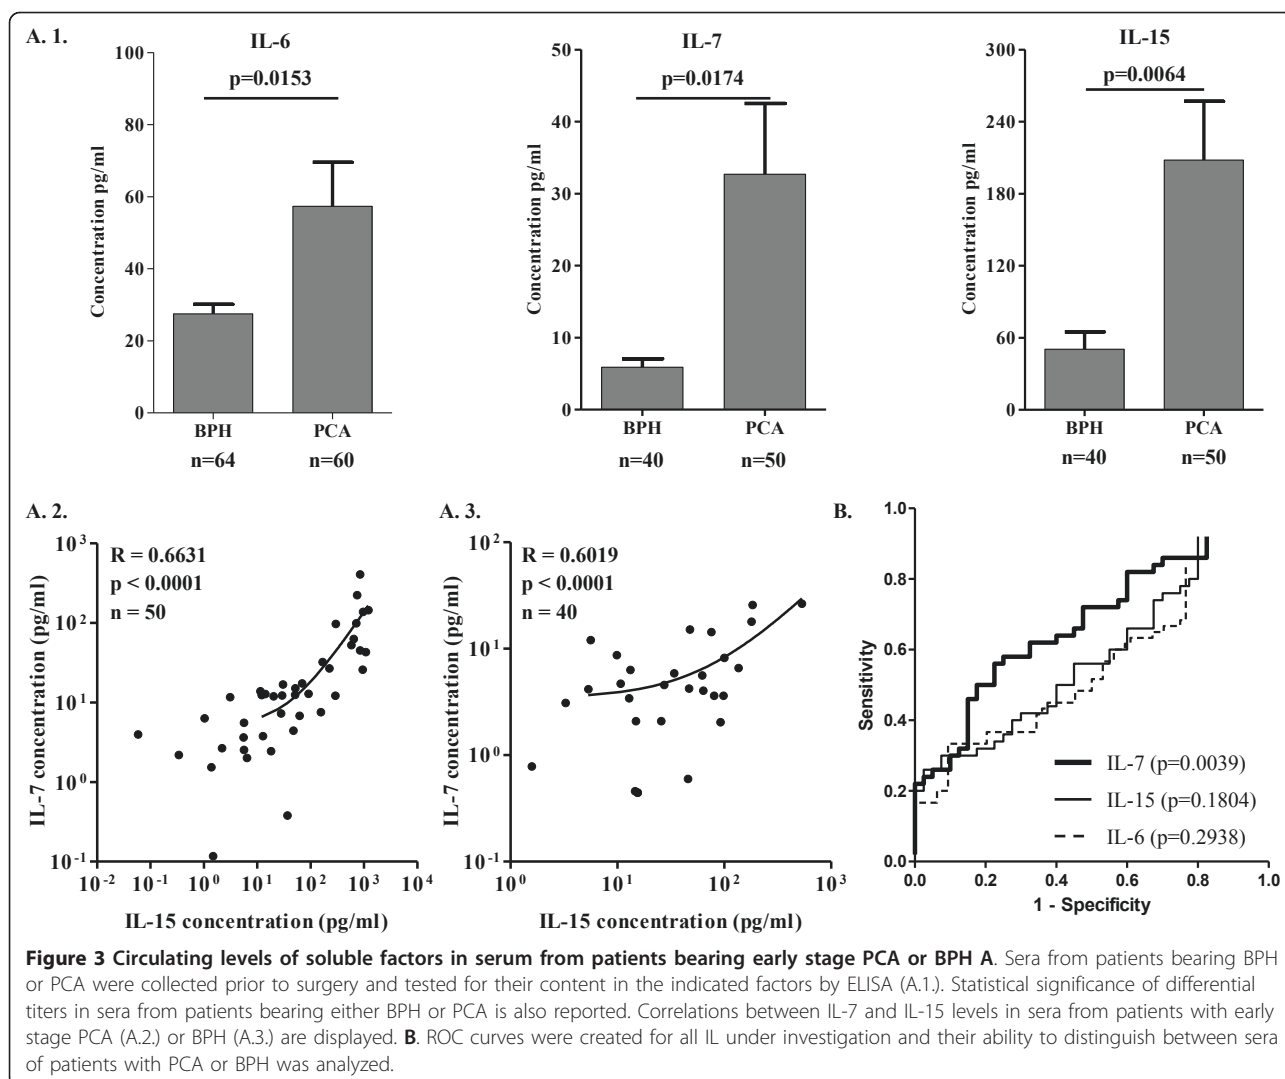 A. 1.
IL-6
p=0.0153
Concentration pg/ml
100
80
60
40
20
0
BPH
PCA
n=64
n=60
IL-7
p=0.0174
Concentration pg/ml
50
40
30
20
10
0
BPH
PCA
n=40
n=50
IL-15
p=0.0064
Concentration pg/ml
300
240
180
120
60
0
BPH
PCA
n=40
n=50
A. 2.
R = 0.6631
p < 0.0001
n = 50
IL-7 concentration (pg/ml)
10³
10²
10¹
10⁰
10⁻¹
10⁻² 10⁻¹ 10⁰ 10¹ 10² 10³ 10⁴
IL-15 concentration (pg/ml)
A. 3.
R = 0.6019
p < 0.0001
n = 40
IL-7 concentration (pg/ml)
10²
10¹
10⁰
10⁻¹
10⁰ 10¹ 10² 10³
IL-15 concentration (pg/ml)
B.
Sensitivity
1.0
0.8
0.6
0.4
0.2
0.0
IL-7 (p=0.0039)
IL-15 (p=0.1804)
IL-6 (p=0.2938)
0.0 0.2 0.4 0.6 0.8 1.0
1 - Specificity
Figure 3 Circulating levels of soluble factors in serum from patients bearing early stage PCA or BPH A. Sera from patients bearing BPH
or PCA were collected prior to surgery and tested for their content in the indicated factors by ELISA (A.1.). Statistical significance of differential
titers in sera from patients bearing either BPH or PCA is also reported. Correlations between IL-7 and IL-15 levels in sera from patients with early
stage PCA (A.2.) or BPH (A.3.) are displayed. B. ROC curves were created for all IL under investigation and their ability to distinguish between sera
of patients with PCA or BPH was analyzed.